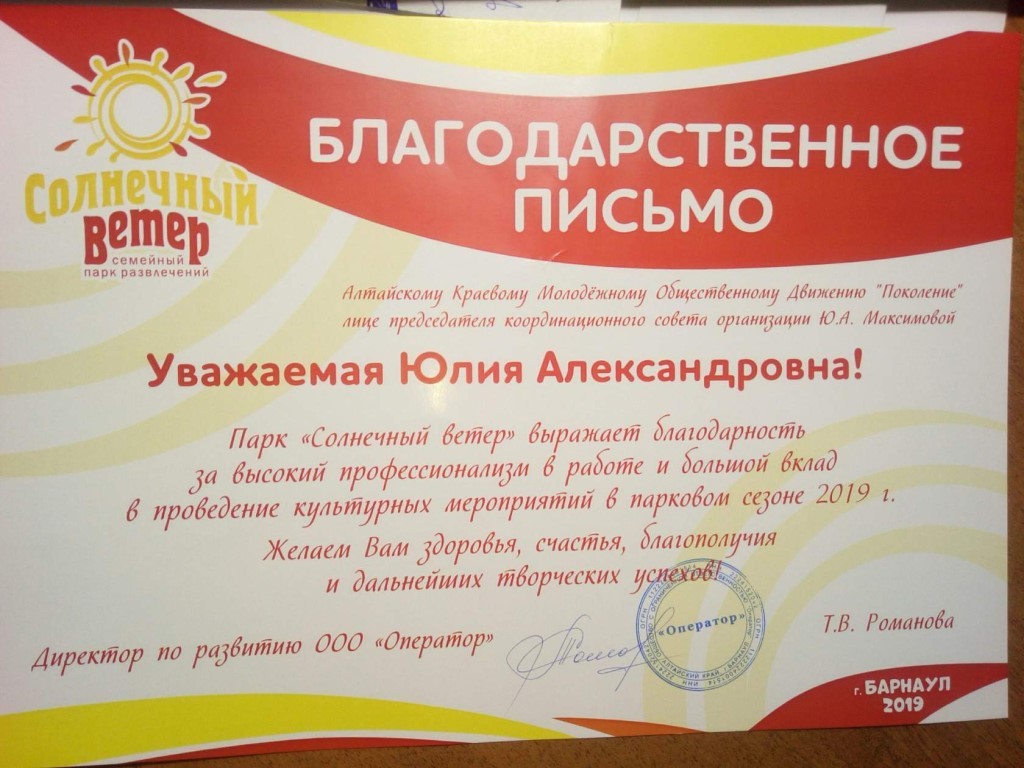 Солнечный
Ветер
семейный
парк развлечений
БЛАГОДАРСТВЕННОЕ
ПИСЬМО
Алтайскому Краевому Молодёжному Общественному Движению "Поколение"
лице председателя координационного совета организации Ю.А. Максимовой
Уважаемая Юлия Александровна!
Парк «Солнечный ветер» выражает благодарность
за высокий профессионализм в работе и большой вклад
в проведение культурных мероприятий в парковом сезоне 2019 г.
Желаем Вам здоровья, счастья, благополучия
и дальнейших творческих успехов!
Директор по развитию ООО «Оператор»
«Оператор»
Т.В. Романова
г. БАРНАУЛ
2019